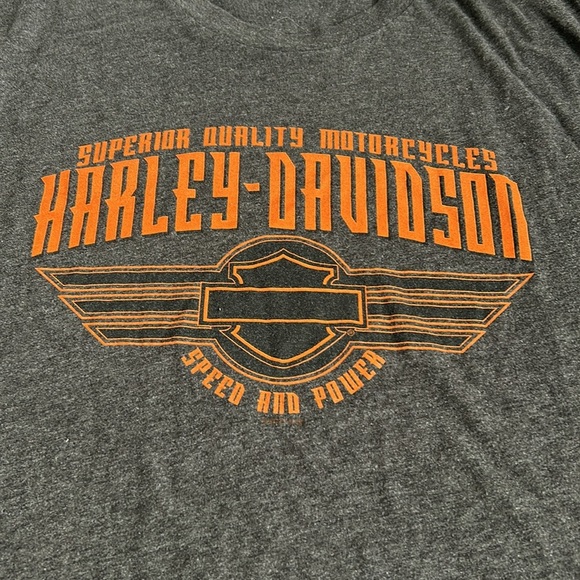 SUPERIOR QUALITY MOTORCYCLES
HARLEY-DAVIDSON
®
SPEED AND POWER